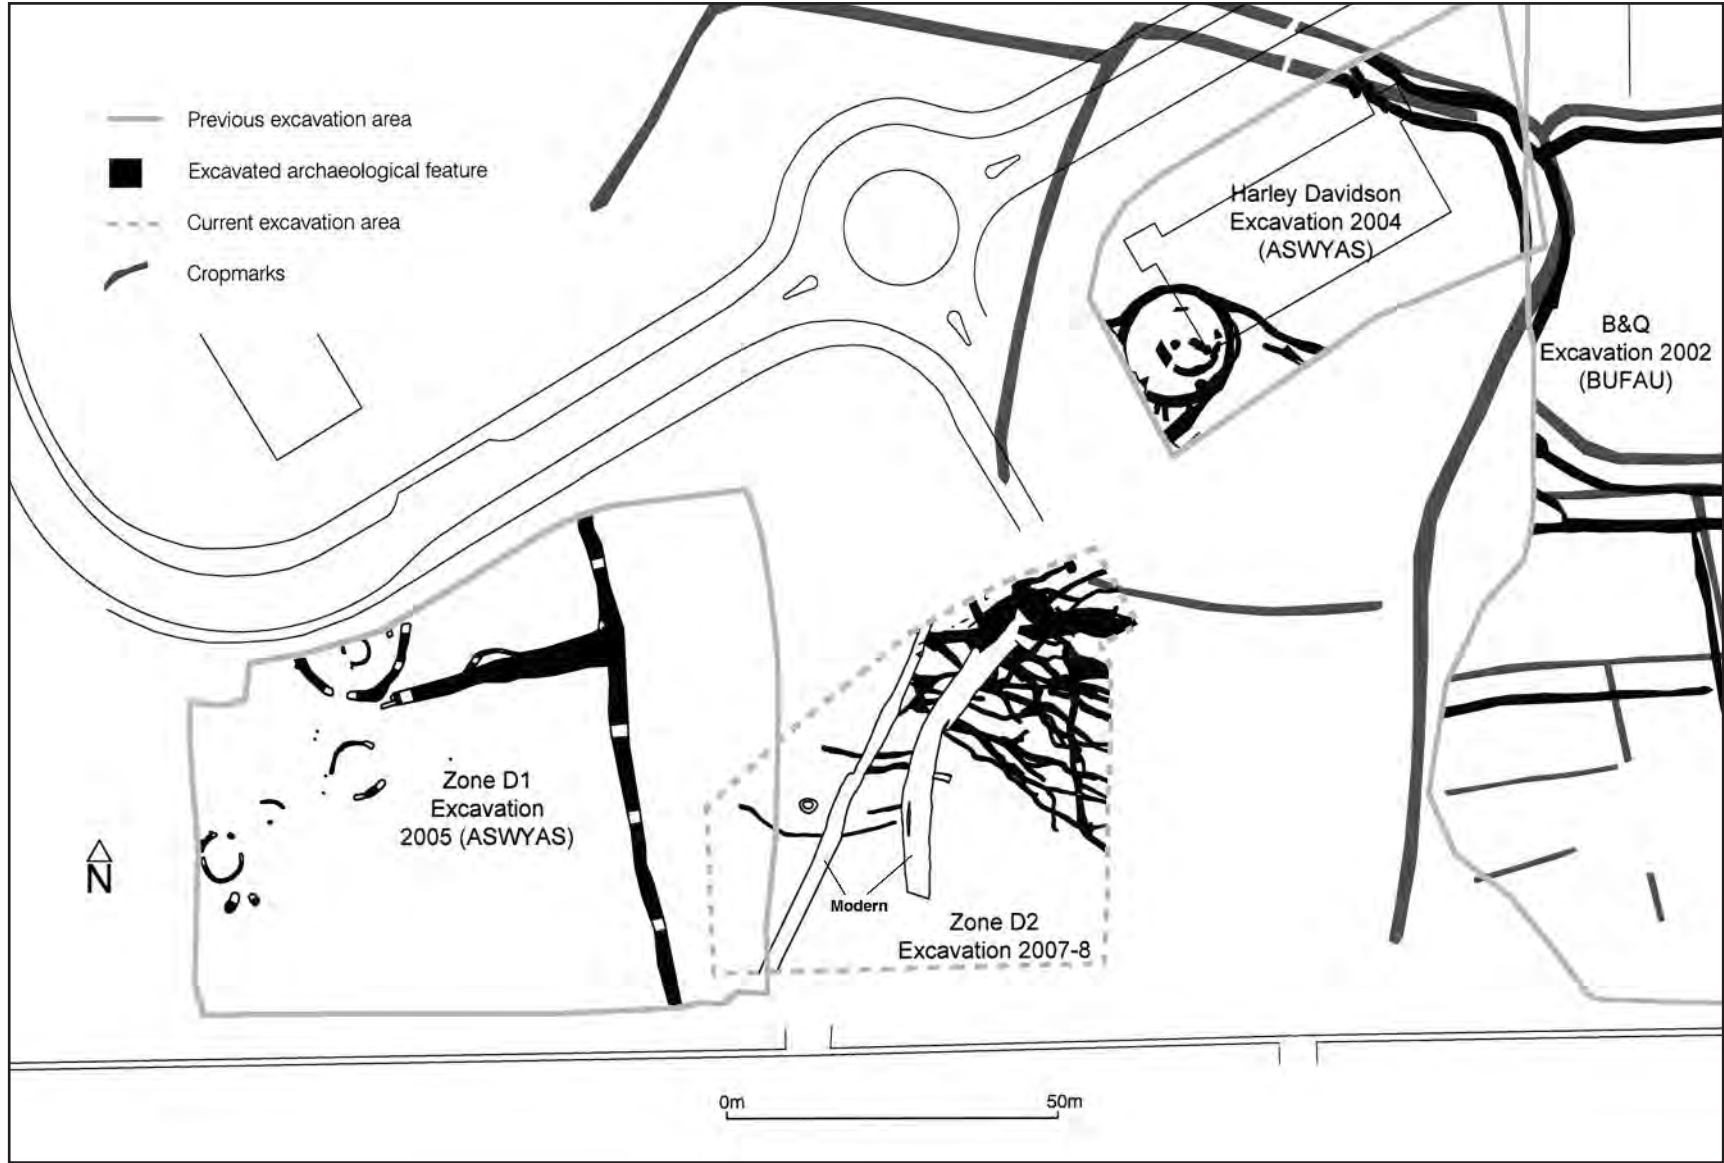 Previous excavation area
Excavated archaeological feature
Current excavation area
Cropmarks
Harley Davidson
Excavation 2004
(ASWYAS)
B&Q
Excavation 2002
(BUFAU)
Zone D1
Excavation
2005 (ASWYAS)
N
Modern
Zone D2
Excavation 2007-8
0m
50m